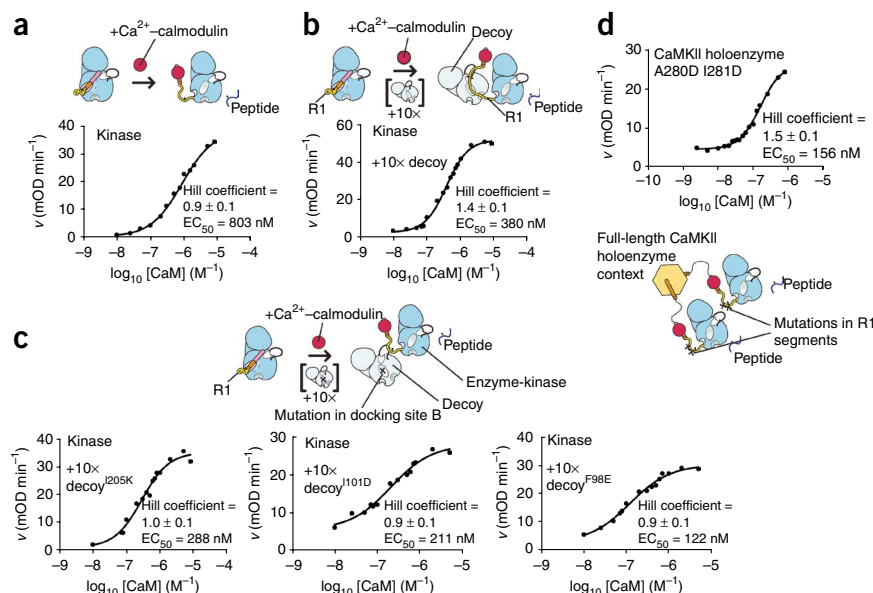 a
+Ca2+–calmodulin
Peptide
Kinase
Hill coefficient =
0.9 ± 0.1
EC50 = 803 nM
v (mOD min–1)
40
30
20
10
0
–9 –8 –7 –6 –5 –4
log10 [CaM] (M–1)
b
+Ca2+–calmodulin
Decoy
+10×
R1
R1
Peptide
Kinase
+10× decoy
Hill coefficient =
1.4 ± 0.1
EC50 = 380 nM
v (mOD min–1)
60
40
20
0
–9 –8 –7 –6 –5 –4
log10 [CaM] (M–1)
c
+Ca2+–calmodulin
Peptide
R1
+10×
Enzyme-kinase
Decoy
Mutation in docking site B
Kinase
+10×
decoyI205K
Hill coefficient =
1.0 ± 0.1
EC50 = 288 nM
v (mOD min–1)
40
30
20
10
0
–9 –8 –7 –6 –5 –4
log10 [CaM] (M–1)
Kinase
+10×
decoyI101D
Hill coefficient =
0.9 ± 0.1
EC50 = 211 nM
v (mOD min–1)
30
20
10
0
–9 –8 –7 –6 –5
log10 [CaM] (M–1)
Kinase
+10×
decoyF98E
Hill coefficient =
0.9 ± 0.1
EC50 = 122 nM
v (mOD min–1)
40
30
20
10
0
–9 –8 –7 –6 –5
log10 [CaM] (M–1)
d
CaMKII holoenzyme
A280D I281D
Hill coefficient =
1.5 ± 0.1
EC50 = 156 nM
v (mOD min–1)
30
20
10
0
–10 –9 –8 –7 –6 –5
log10 [CaM] (M–1)
Full-length CaMKII
holoenzyme
context
Peptide
Mutations in R1
segments
Peptide